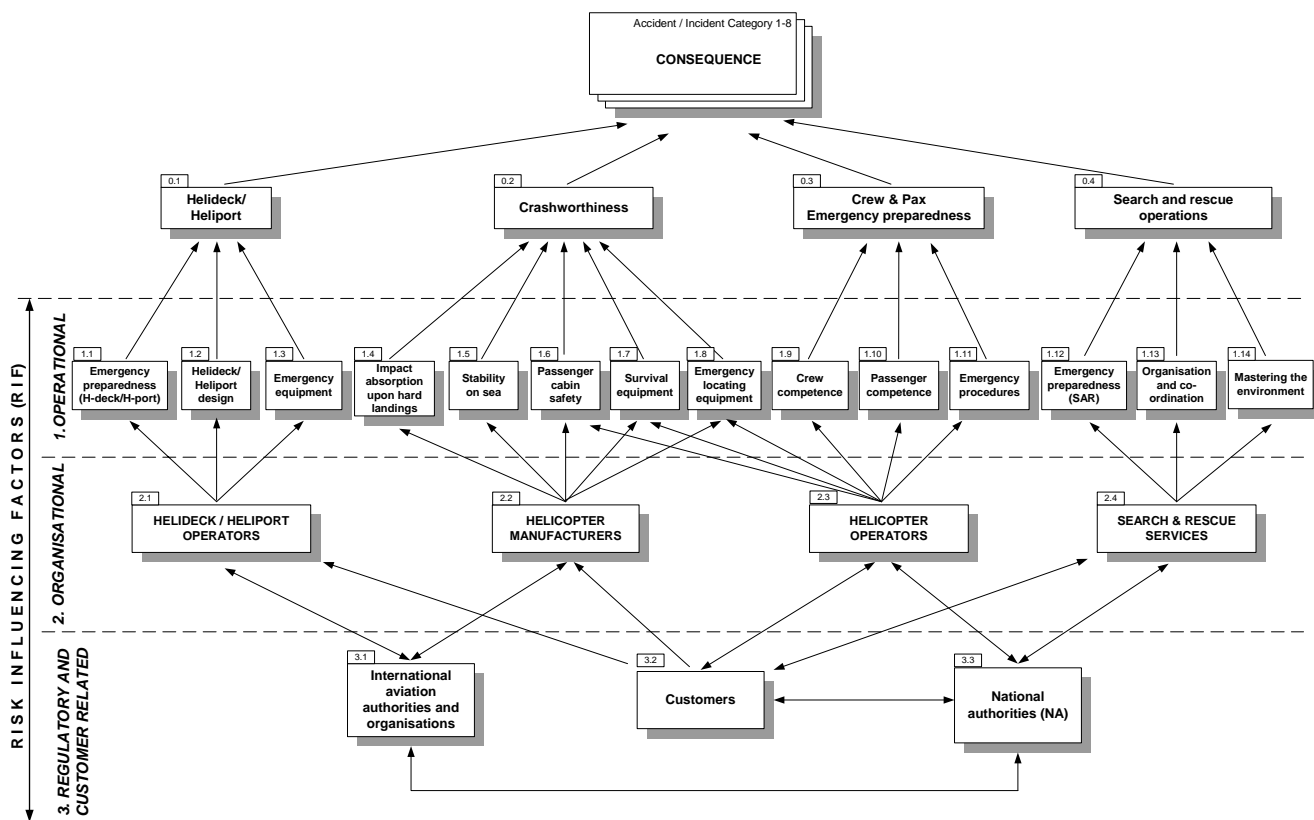 Accident / Incident Category 1-8
CONSEQUENCE
0.1
Helideck/
Heliport
0.2
Crashworthiness
0.3
Crew & Pax
Emergency preparedness
0.4
Search and rescue
operations
RISK INFLUENCING FACTORS (RIF)
1.OPERATIONAL
1.1
Emergency
preparedness
(H-deck/H-port)
1.2
Helideck/
Heliport
design
1.3
Emergency
equipment
1.4
Impact
absorption
upon hard
landings
1.5
Stability
on sea
1.6
Passenger
cabin
safety
1.7
Survival
equipment
1.8
Emergency
locating
equipment
1.9
Crew
competence
1.10
Passenger
competence
1.11
Emergency
procedures
1.12
Emergency
preparedness
(SAR)
1.13
Organisation
and co-
ordination
1.14
Mastering the
environment
2. ORGANISATIONAL
2.1
HELIDECK / HELIPORT
OPERATORS
2.2
HELICOPTER
MANUFACTURERS
2.3
HELICOPTER
OPERATORS
2.4
SEARCH & RESCUE
SERVICES
3. REGULATORY AND
CUSTOMER RELATED
3.1
International
aviation
authorities and
organisations
3.2
Customers
3.3
National
authorities (NA)